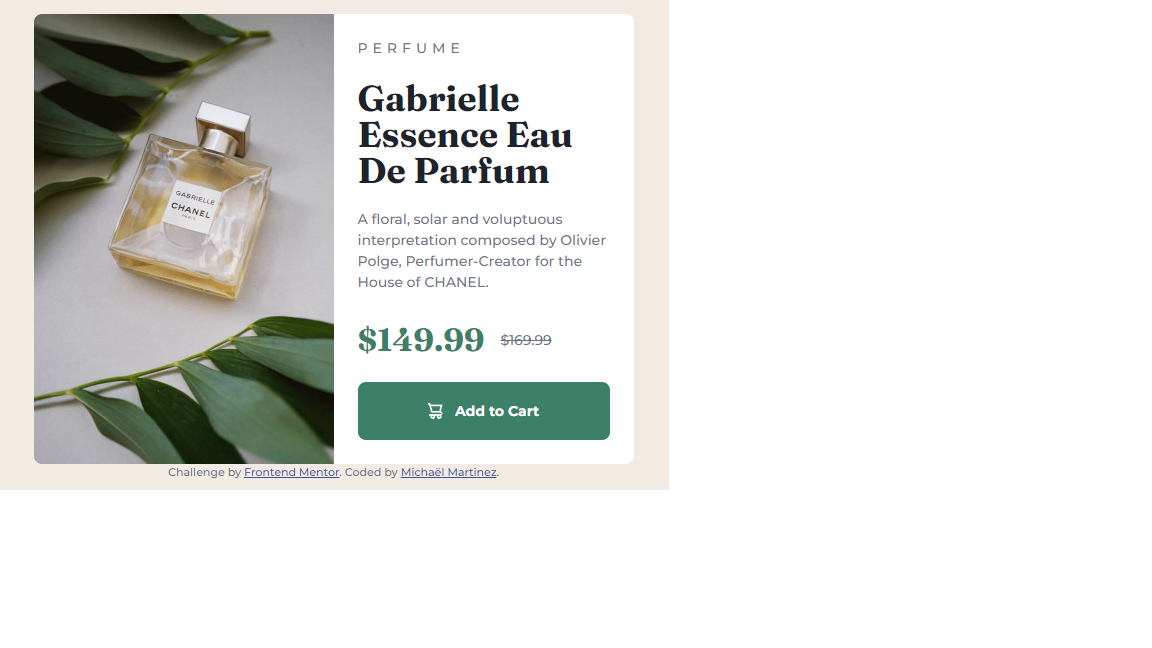 PERFUME
Gabrielle
Essence Eau
De Parfum
A floral, solar and voluptuous
interpretation composed by Olivier
Polge, Perfumer-Creator for the
House of CHANEL.
$149.99 $169.99
Add to Cart
GABRIELLE
CHANEL
PARIS
Challenge by Frontend Mentor. Coded by Michaël Martinez.